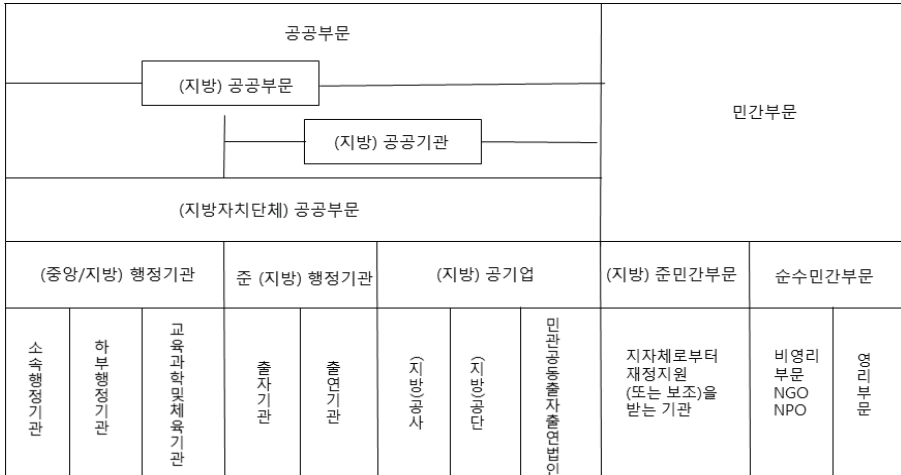 공공부문
(지방) 공공부문
민간부문
(지방) 공공기관
(지방자치단체) 공공부문
(중앙/지방) 행정기관
준 (지방) 행정기관
(지방) 공기업
(지방) 준민간부문
순수민간부문
소속행정기관
하부행정기관
교육과학및체육기관
출자기관
출연기관
(지방)공사
(지방)공단
민관공동출자출연법인
지자체로부터
재정지원
(또는 보조)을
받는 기관
비영리
부문
NGO
NPO
영리부문